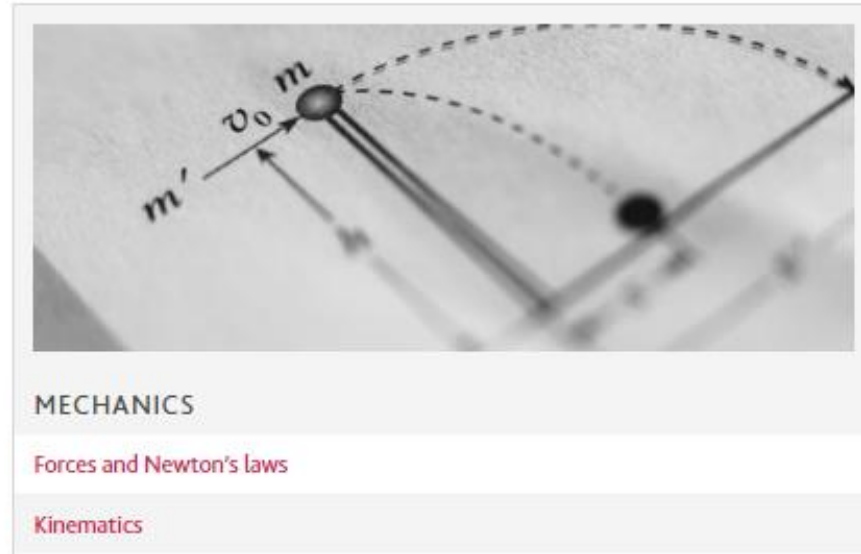 m
v₀
m′
MECHANICS
Forces and Newton's laws
Kinematics